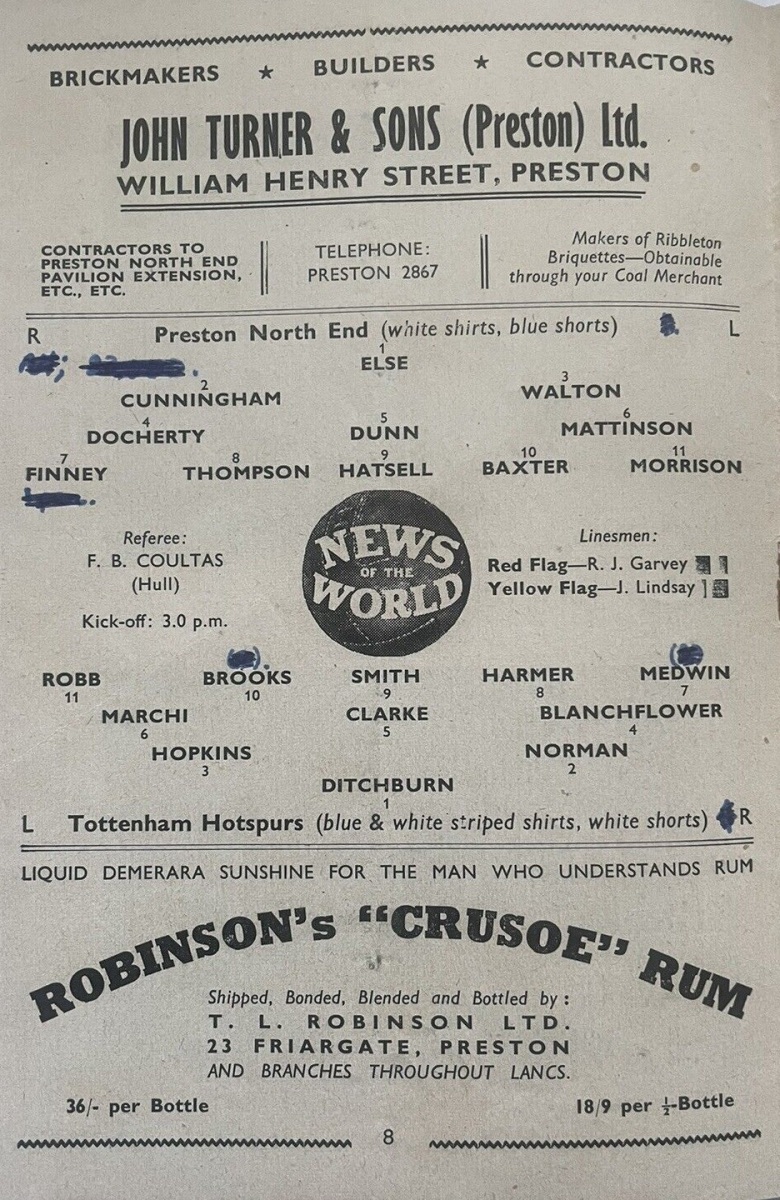 BRICKMAKERS ★ BUILDERS ★ CONTRACTORS
JOHN TURNER & SONS (Preston) Ltd.
WILLIAM HENRY STREET, PRESTON
CONTRACTORS TO
PRESTON NORTH END
PAVILION EXTENSION,
ETC., ETC.
TELEPHONE:
PRESTON 2867
Makers of Ribbleton
Briquettes—Obtainable
through your Coal Merchant
R Preston North End (white shirts, blue shorts) L
1
ELSE
2 3
CUNNINGHAM WALTON
4 5 6
DOCHERTY DUNN MATTINSON
7 8 9 10 11
FINNEY THOMPSON HATSELL BAXTER MORRISON
Referee:
F. B. COULTAS
(Hull)
Kick-off: 3.0 p.m.
NEWS
OF THE
WORLD
Linesmen:
Red Flag—R. J. Garvey
Yellow Flag—J. Lindsay
ROBB BROOKS SMITH HARMER MEDWIN
11 10 9 8 7
MARCHI CLARKE BLANCHFLOWER
6 5 4
HOPKINS NORMAN
3 2
DITCHBURN
1
L Tottenham Hotspurs (blue & white striped shirts, white shorts) R
LIQUID DEMERARA SUNSHINE FOR THE MAN WHO UNDERSTANDS RUM
ROBINSON's "CRUSOE" RUM
Shipped, Bonded, Blended and Bottled by:
T. L. ROBINSON LTD.
23 FRIARGATE, PRESTON
AND BRANCHES THROUGHOUT LANCS.
36/- per Bottle 18/9 per ½-Bottle
8